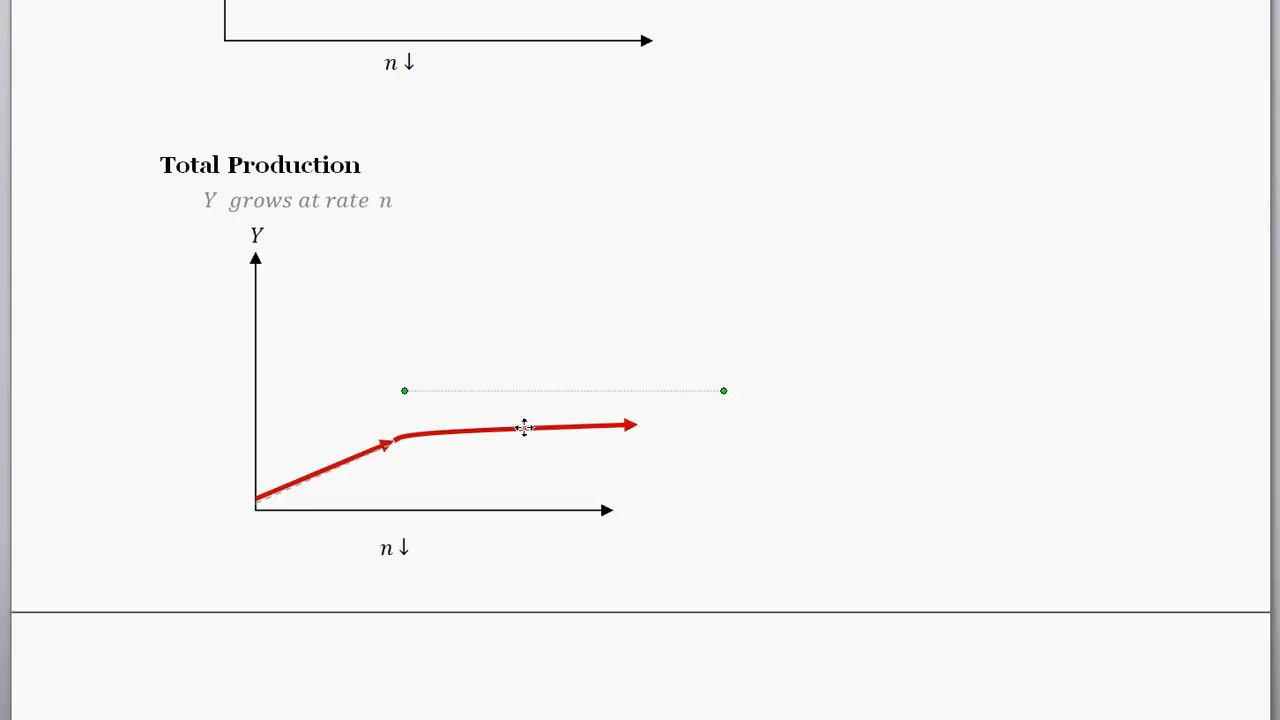 n ↓
Total Production
Y grows at rate n
Y
n ↓